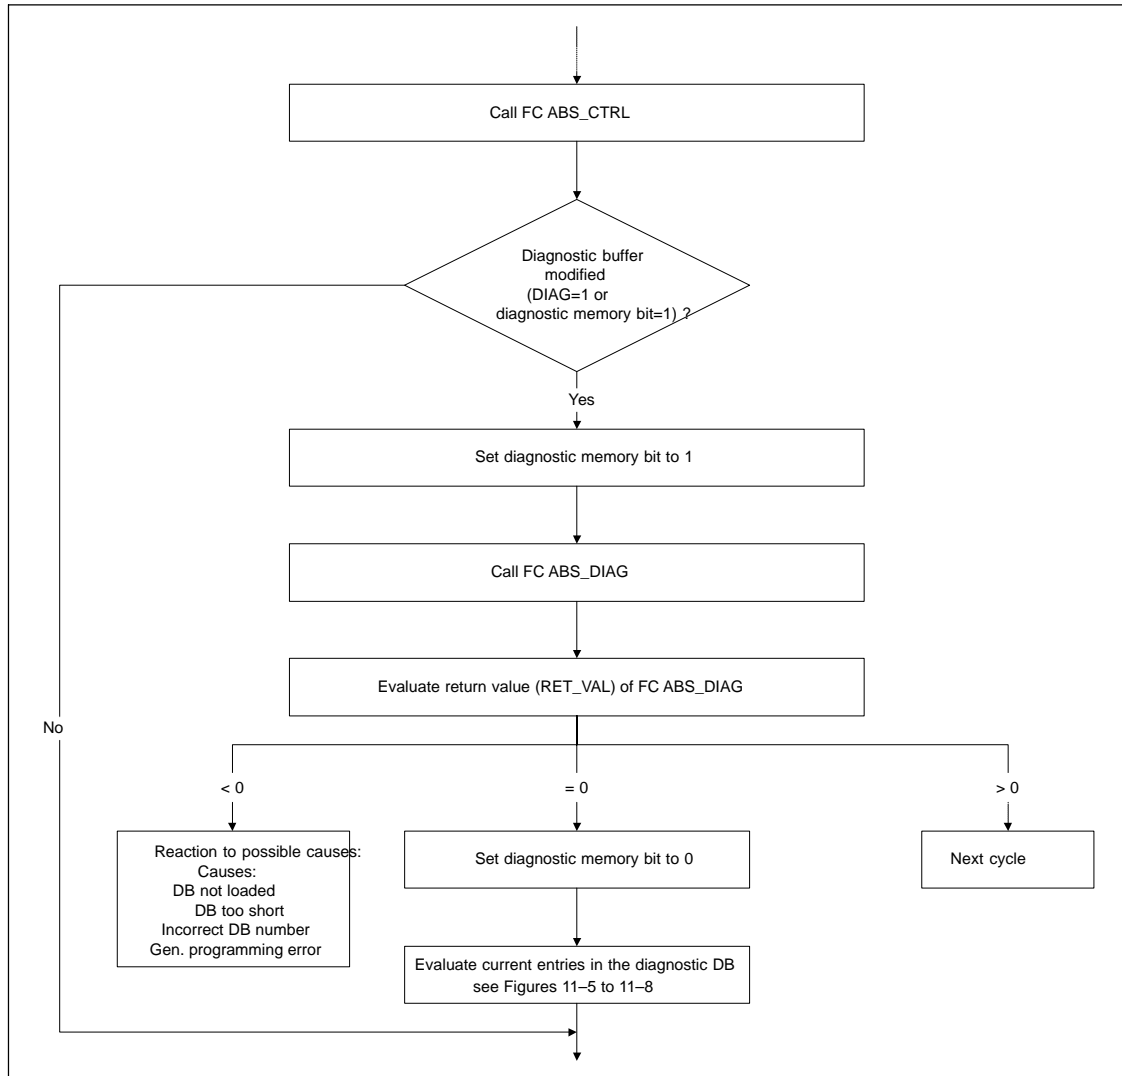 Call FC ABS_CTRL
Diagnostic buffer
modified
(DIAG=1 or
diagnostic memory bit=1) ?
Yes
Set diagnostic memory bit to 1
Call FC ABS_DIAG
Evaluate return value (RET_VAL) of FC ABS_DIAG
No
< 0
= 0
> 0
Reaction to possible causes:
Causes:
DB not loaded
DB too short
Incorrect DB number
Gen. programming error
Set diagnostic memory bit to 0
Next cycle
Evaluate current entries in the diagnostic DB
see Figures 11–5 to 11–8